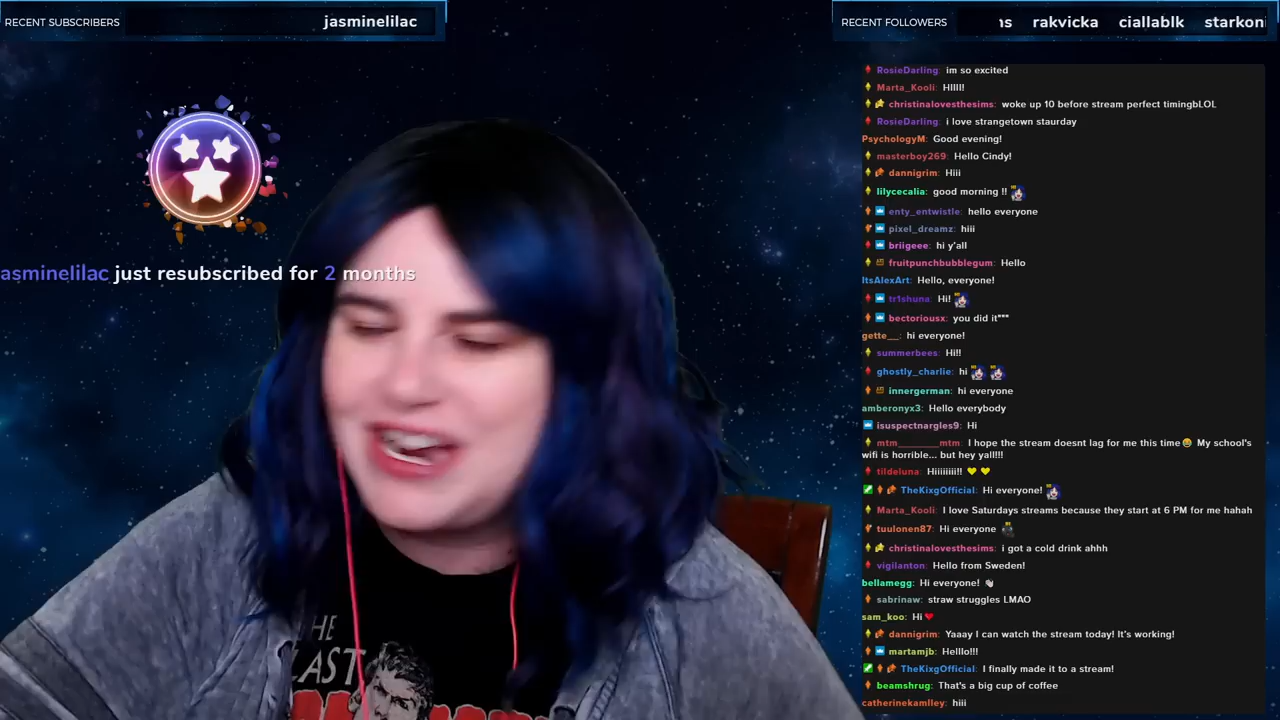 RECENT SUBSCRIBERS
jasminelilac
RECENT FOLLOWERS
rakvicka ciallablk
asminelilac just resubscribed for 2 months
RosieDarling: im so excited
Marta_Kooli: HIIII!
christinalovesthesims: woke up 10 before stream perfect timingbLOL
RosieDarling: i love strangetown staurday
PsychologyM: Good evening!
masterboy269: Hello Cindy!
dannigrim: Hiii
lilycecalia: good morning !!
enty_entwistle: hello everyone
pixel_dreamz: hiii
briigeee: hi y'all
fruitpunchbubblegum: Hello
ItsAlexArt: Hello, everyone!
tr1shuna: Hi!
bectoriousx: you did it***
gette__: hi everyone!
summerbees: Hi!!
ghostly_charlie: hi
innergerman: hi everyone
amberonyx3: Hello everybody
isuspectnargles9: Hi
mtm________mtm: I hope the stream doesnt lag for me this time😅 My school's
wifi is horrible... but hey yall!!!
tildeluna: Hiiiiiiii!! 💛 💛
TheKixgOfficial: Hi everyone!
Marta_Kooli: I love Saturdays streams because they start at 6 PM for me hahah
tuulonen87: Hi everyone
christinalovesthesims: i got a cold drink ahhh
vigilanton: Hello from Sweden!
bellamegg: Hi everyone! 👋
sabrinaw: straw struggles LMAO
sam_koo: Hi❤
dannigrim: Yaaay I can watch the stream today! It's working!
martamjb: Helllo!!!
TheKixgOfficial: I finally made it to a stream!
beamshrug: That's a big cup of coffee
catherinekamlley: hiii
THE
LAST